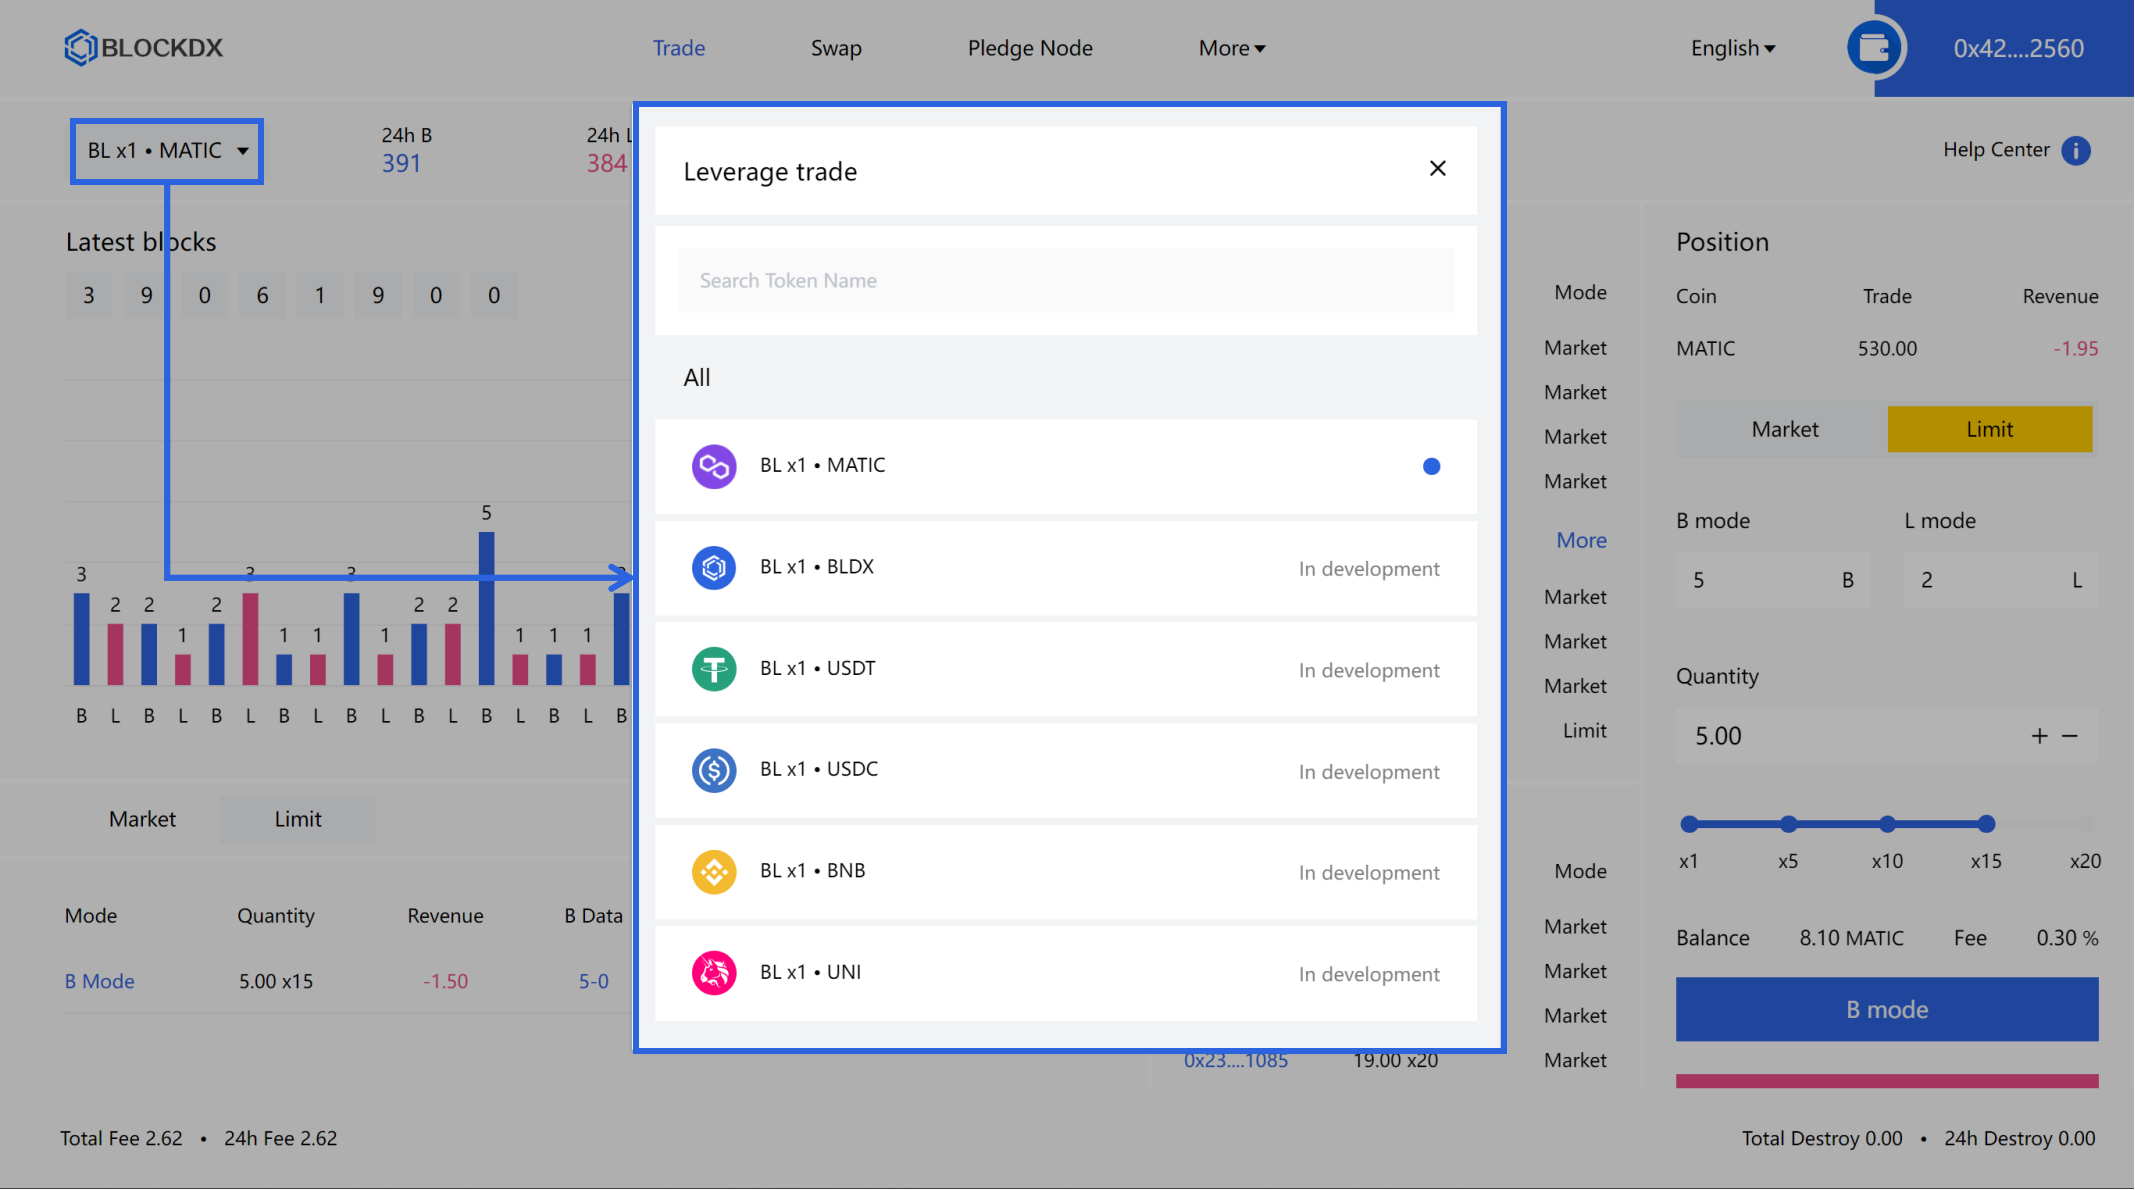 BLOCKDX
Trade
Swap
Pledge Node
More
English
0x42....2560
BL x1 • MATIC
24h B
391
24h L
384
Help Center
Latest blocks
3 9 0 6 1 9 0 0
5
3 3 3
2 2 2 2 2
1 1 1 1 1 1 1
B L B L B L B L B L B L B L B L B
Market
Limit
Mode Quantity Revenue B Data
B Mode 5.00 x15 -1.50 5-0
Leverage trade
Search Token Name
All
BL x1 • MATIC
BL x1 • BLDX In development
BL x1 • USDT In development
BL x1 • USDC In development
BL x1 • BNB In development
BL x1 • UNI In development
0x23....1085 19.00 x20 Market
Mode
Market
Market
Market
Market
More
Market
Market
Market
Limit
Mode
Market
Market
Market
Position
Coin Trade Revenue
MATIC 530.00 -1.95
Market Limit
B mode L mode
5 B 2 L
Quantity
5.00 + −
x1 x5 x10 x15 x20
Balance 8.10 MATIC Fee 0.30 %
B mode
Total Fee 2.62 • 24h Fee 2.62
Total Destroy 0.00 • 24h Destroy 0.00